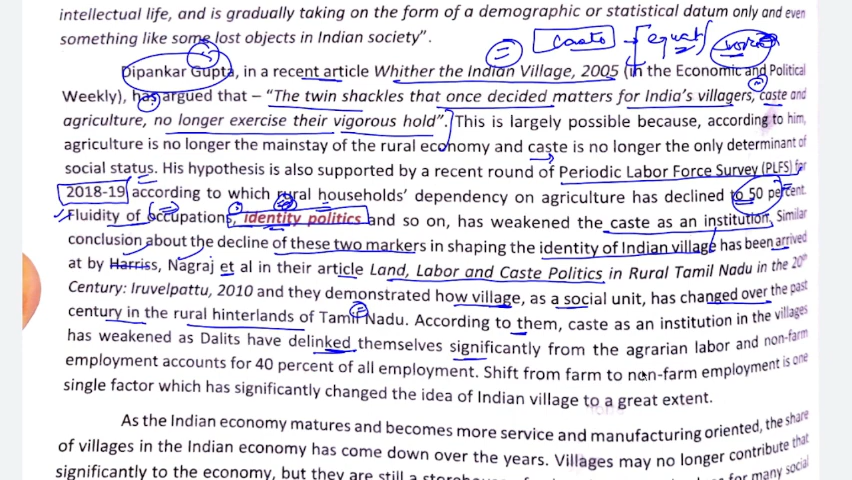 intellectual life, and is gradually taking on the form of a demographic or statistical datum only and even
something like some lost objects in Indian society".
caste equal
Dipankar Gupta, in a recent article Whither the Indian Village, 2005 (in the Economic and Political
Weekly), has argued that – "The twin shackles that once decided matters for India's villagers, caste and
agriculture, no longer exercise their vigorous hold". This is largely possible because, according to him,
agriculture is no longer the mainstay of the rural economy and caste is no longer the only determinant of
social status. His hypothesis is also supported by a recent round of Periodic Labor Force Survey (PLFS) for
2018-19 according to which rural households' dependency on agriculture has declined to 50 percent.
Fluidity of occupations, identity politics and so on, has weakened the caste as an institution. Similar
conclusion about the decline of these two markers in shaping the identity of Indian village has been arrived
at by Harriss, Nagraj et al in their article Land, Labor and Caste Politics in Rural Tamil Nadu in the 20th
Century: Iruvelpattu, 2010 and they demonstrated how village, as a social unit, has changed over the past
century in the rural hinterlands of Tamil Nadu. According to them, caste as an institution in the villages
has weakened as Dalits have delinked themselves significantly from the agrarian labor and non-farm
employment accounts for 40 percent of all employment. Shift from farm to non-farm employment is one
single factor which has significantly changed the idea of Indian village to a great extent.
As the Indian economy matures and becomes more service and manufacturing oriented, the share
of villages in the Indian economy has come down over the years. Villages may no longer contribute that
significantly to the economy, but they are still a for many social